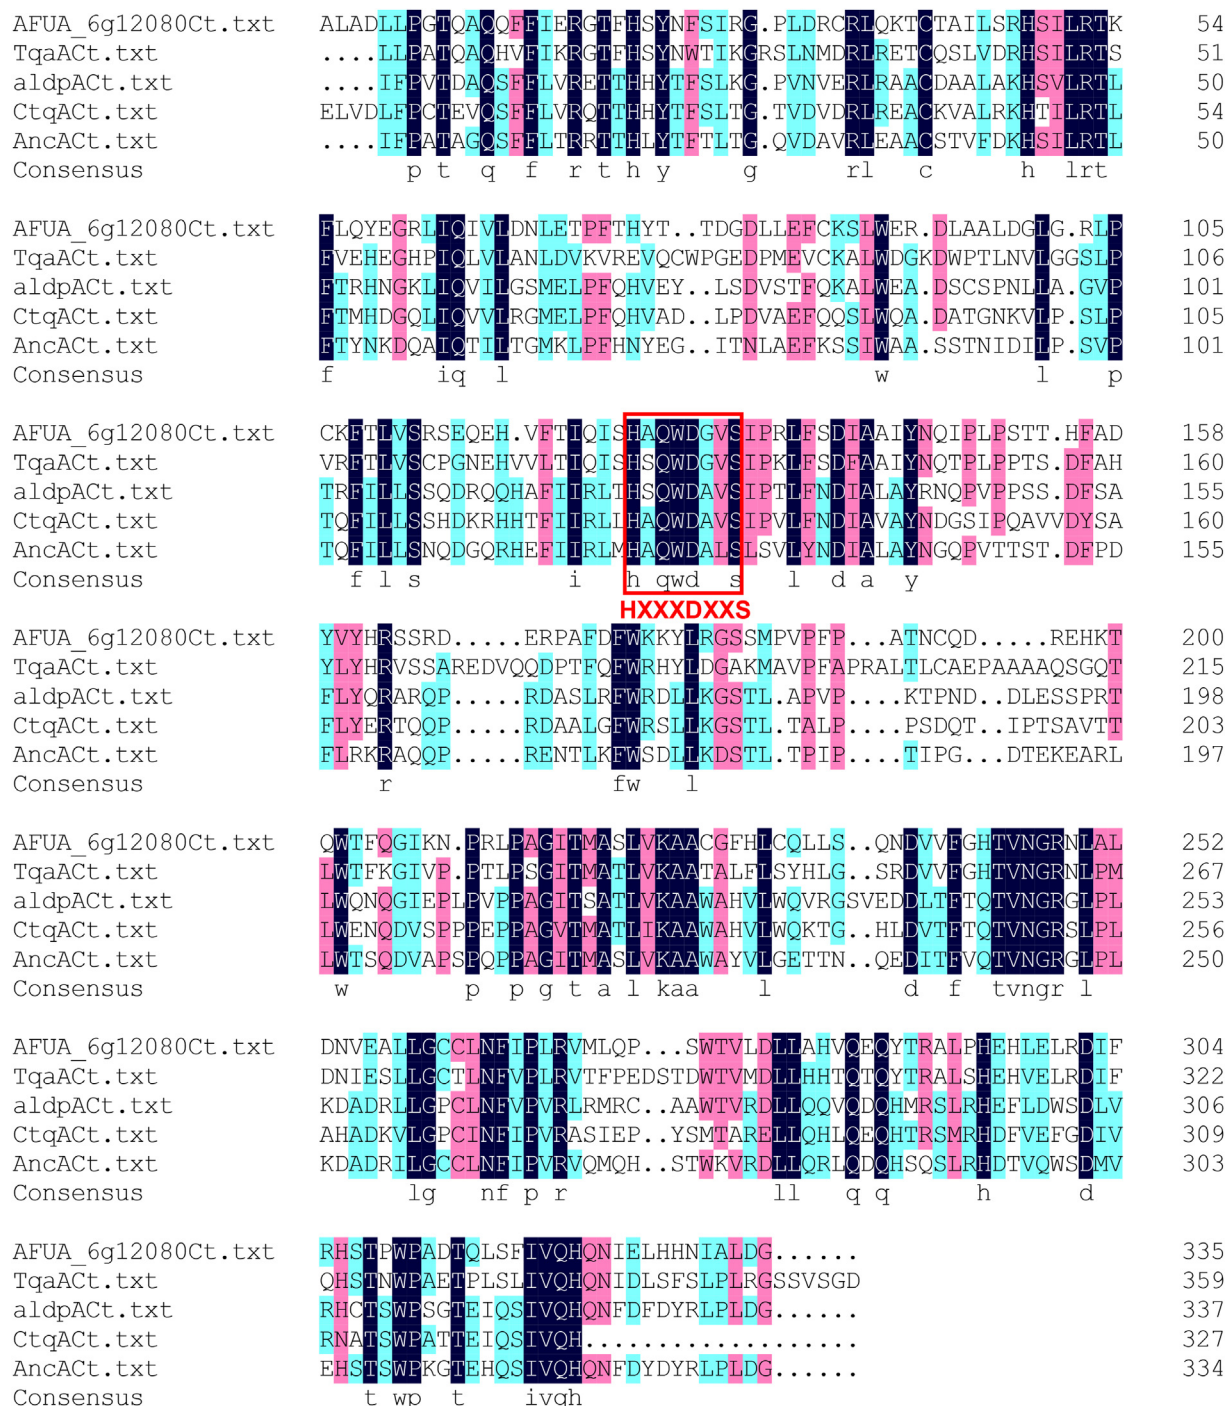 AFUA_6g12080Ct.txt ALADLLPGTQAQQFFIERGTFHSYNFSIRG.PLDRCRLQKTCTAILSRHSILRTK 54
TqaACt.txt ....LLPATQAQHVFIKRGTFHSYNWTIKGRSLNMDRLRETCQSLVDRHSILRTS 51
aldpACt.txt ....IFPVTDAQSFFLVRETTHHYTFSLKG.PVNVERLRAACDAALAKHSVLRTL 50
CtqACt.txt ELVDLFPCTEVQSFFLVRQTTHHYTFSLTG.TVDVDRLREACKVALRKHTILRTL 54
AncACt.txt ....IFPATAGQSFFLTRRTTHLYTFTLTG.QVDAVRLEAACSTVFDKHSILRTL 50
Consensus p t q f r t h y g rl c h lrt
AFUA_6g12080Ct.txt FLQYEGRLIQIVLDNLETPFTHYT..TDGDLLEFCKSLWER.DLAALDGLG.RLP 105
TqaACt.txt FVEHEGHPIQLVLANLDVKVREVQCWPGEDPMEVCKALWDGKDWPTLNVLGGSLP 106
aldpACt.txt FTRHNGKLIQVILGSMELPFQHVEY..LSDVSTFQKALWEA.DSCSPNLLA.GVP 101
CtqACt.txt FTMHDGQLIQVVLRGMELPFQHVAD..LPDVAEFQQSLWQA.DATGNKVLP.SLP 105
AncACt.txt FTYNKDQAIQTILTGMKLPFHNYEG..ITNLAEFKSSIWAA.SSTNIDILP.SVP 101
Consensus f iq l w l p
AFUA_6g12080Ct.txt CKFTLVSRSEQEH.VFTIQISHAQWDGVSIPRLFSDIAAIYNQIPLPSTT.HFAD 158
TqaACt.txt VRFTLVSCPGNEHVVLTIQISHSQWDGVSIPKLFSDFAAIYNQTPLPPTS.DFAH 160
aldpACt.txt TRFILLSSQDRQQHAFIIRLTHSQWDAVSIPTLFNDIALAYRNQPVPPSS.DFSA 155
CtqACt.txt TQFILLSSHDKRHHTFIIRLIHAQWDAVSIPVLFNDIAVAYNDGSIPQAVVDYSA 160
AncACt.txt TQFILLSNQDGQRHEFIIRLMHAQWDALSLSVLYNDIALAYNGQPVTTST.DFPD 155
Consensus f l s i h qwd s l d a y
HXXXDXXS
AFUA_6g12080Ct.txt YVYHRSSRD.....ERPAFDFWKKYLRGSSMPVPFP...ATNCQD.....REHKT 200
TqaACt.txt YLYHRVSSAREDVQQDPTFQFWRHYLDGAKMAVPFAPRALTLCAEPAAAAQSGQT 215
aldpACt.txt FLYQRARQP.....RDASLRFWRDLLKGSTL.APVP....KTPND..DLESSPRT 198
CtqACt.txt FLYERTQQP.....RDAALGFWRSLLKGSTL.TALP....PSDQT..IPTSAVTT 203
AncACt.txt FLRKRAQQP.....RENTLKFWSDLLKDSTL.TPIP....TIPG...DTEKEARL 197
Consensus r fw l
AFUA_6g12080Ct.txt QWTFQGIKN.PRLPAGITMASLVKAACGFHLCQLLS..QNDVVFGHTVNGRNLAL 252
TqaACt.txt LWTFKGIVP.PTLPSGITMATLVKAATALFLSYHLG..SRDVVFGHTVNGRNLPM 267
aldpACt.txt LWQNQGIEPLPVPPAGITSATLVKAAWAHVLWQVRGSVEDDLTFTQTVNGRGLPL 253
CtqACt.txt LWENQDVSPPPEPPAGVTMATLIKAAWAHVLWQKTG..HLDVTFTQTVNGRSLPL 256
AncACt.txt LWTSQDVAPSPQPPAGITMASLVKAAWAYVLGETTN..QEDITFVQTVNGRGLPL 250
Consensus w p p g t a l kaa l d f tvngr l
AFUA_6g12080Ct.txt DNVEALLGCCLNFIPLRVMLQP...SWTVLDLLAHVQEQYTRALPHEHLELRDIF 304
TqaACt.txt DNIESLLGCTLNFVPLRVTFPEDSTDWTVMDLLHHTQTQYTRALSHEHVELRDIF 322
aldpACt.txt KDADRLLGPCLNFVPVRLRMRC..AAWTVRDLLQQVQDQHMRSLRHEFLDWSDLV 306
CtqACt.txt AHADKVLGPCINFIPVRASIEP..YSMTARELLQHLQEQHTRSMRHDFVEFGDIV 309
AncACt.txt KDADRILGCCLNFIPVRVQMQH..STWKVRDLLQRLQDQHSQSLRHDTVQWSDMV 303
Consensus lg nf p r ll q q h d
AFUA_6g12080Ct.txt RHSTPWPADTQLSFIVQHQNIELHHNIALDG...... 335
TqaACt.txt QHSTNWPAETPLSLIVQHQNIDLSFSLPLRGSSVSGD 359
aldpACt.txt RHCTSWPSGTEIQSIVQHQNFDFDYRLPLDG...... 337
CtqACt.txt RNATSWPATTEIQSIVQH................... 327
AncACt.txt EHSTSWPKGTEHQSIVQHQNFDYDYRLPLDG...... 334
Consensus t wp t ivqh